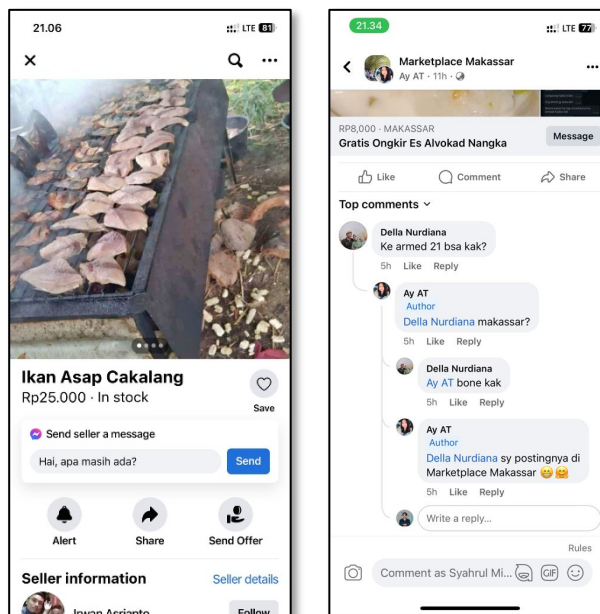 21.06
LTE 81
Ikan Asap Cakalang
Rp25.000 · In stock
Save
Send seller a message
Hai, apa masih ada?
Send
Alert
Share
Send Offer
Seller information
Seller details
Irwan Asrianto
Follow
21.34
LTE 77
Marketplace Makassar
Ay AT · 11h ·
RP8,000 · MAKASSAR
Gratis Ongkir Es Alvokad Nangka
Message
Like
Comment
Share
Top comments
Della Nurdiana
Ke armed 21 bsa kak?
5h Like Reply
Ay AT
Author
Della Nurdiana makassar?
5h Like Reply
Della Nurdiana
Ay AT bone kak
5h Like Reply
Ay AT
Author
Della Nurdiana sy postingnya di
Marketplace Makassar 😁🤗
5h Like Reply
Write a reply...
Rules
Comment as Syahrul Mi...
GIF